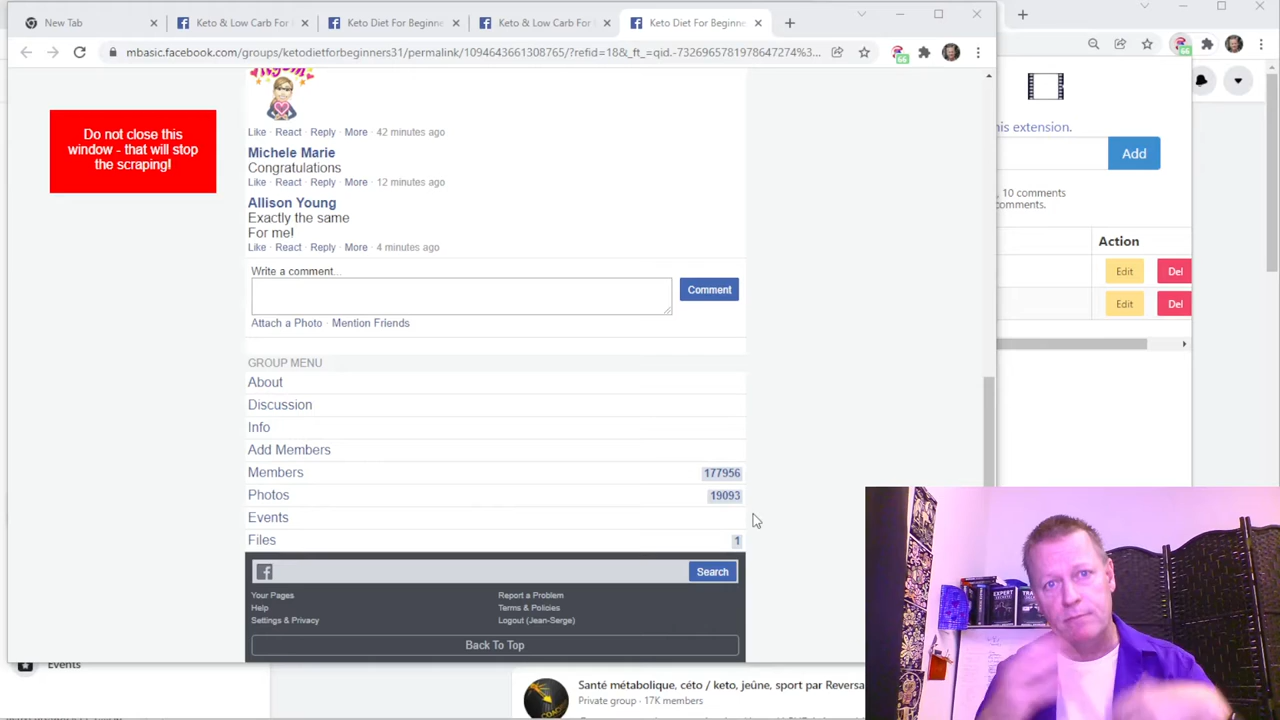 New Tab
Keto & Low Carb For
Keto Diet For Beginne
Keto & Low Carb For
Keto Diet For Beginne
mbasic.facebook.com/groups/ketodietforbeginners31/permalink/109464361308765/?refid=18&_ft_=qid.-7326965781978647274%3...
66
66
Do not close this
window - that will stop
the scraping!
Like · React · Reply · More · 42 minutes ago
Michele Marie
Congratulations
Like · React · Reply · More · 12 minutes ago
Allison Young
Exactly the same
For me!
Like · React · Reply · More · 4 minutes ago
Write a comment...
Comment
Attach a Photo · Mention Friends
GROUP MENU
About
Discussion
Info
Add Members
Members 177956
Photos 19093
Events
Files 1
Search
Your Pages Report a Problem
Help Terms & Policies
Settings & Privacy Logout (Jean-Serge)
Back To Top
his extension.
Add
, 10 comments
comments.
Action
Edit Del
Edit Del
Events
Santé métabolique, céto / keto, jeûne, sport par Reversa
Private group · 17K members
EXPERT